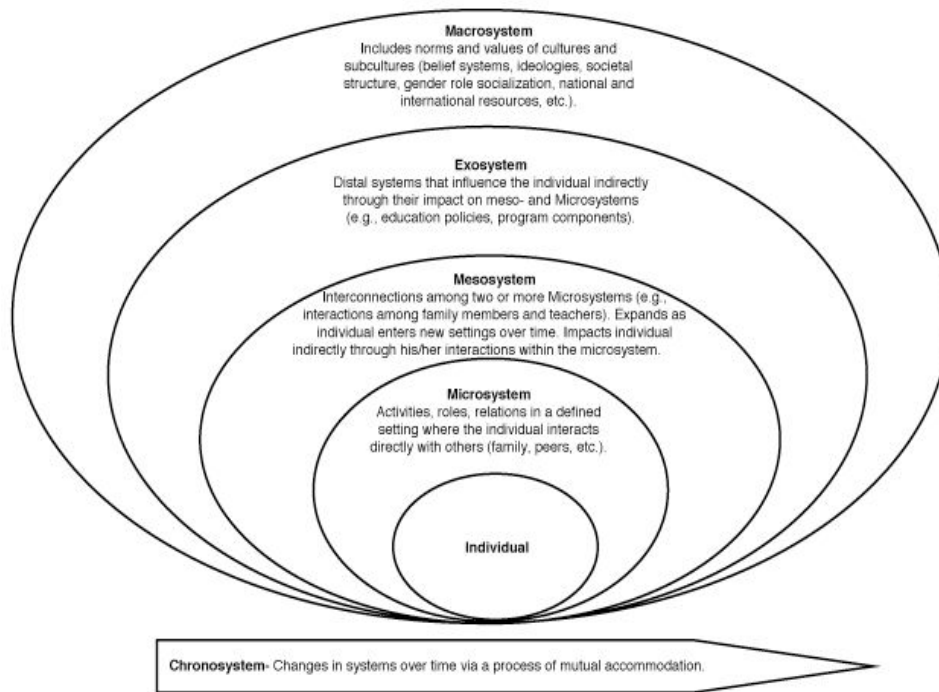 Macrosystem
Includes norms and values of cultures and
subcultures (belief systems, ideologies, societal
structure, gender role socialization, national and
international resources, etc.).
Exosystem
Distal systems that influence the individual indirectly
through their impact on meso- and Microsystems
(e.g., education policies, program components).
Mesosystem
Interconnections among two or more Microsystems (e.g.,
interactions among family members and teachers). Expands as
individual enters new settings over time. Impacts individual
indirectly through his/her interactions within the microsystem.
Microsystem
Activities, roles, relations in a defined
setting where the individual interacts
directly with others (family, peers, etc.).
Individual
Chronosystem- Changes in systems over time via a process of mutual accommodation.